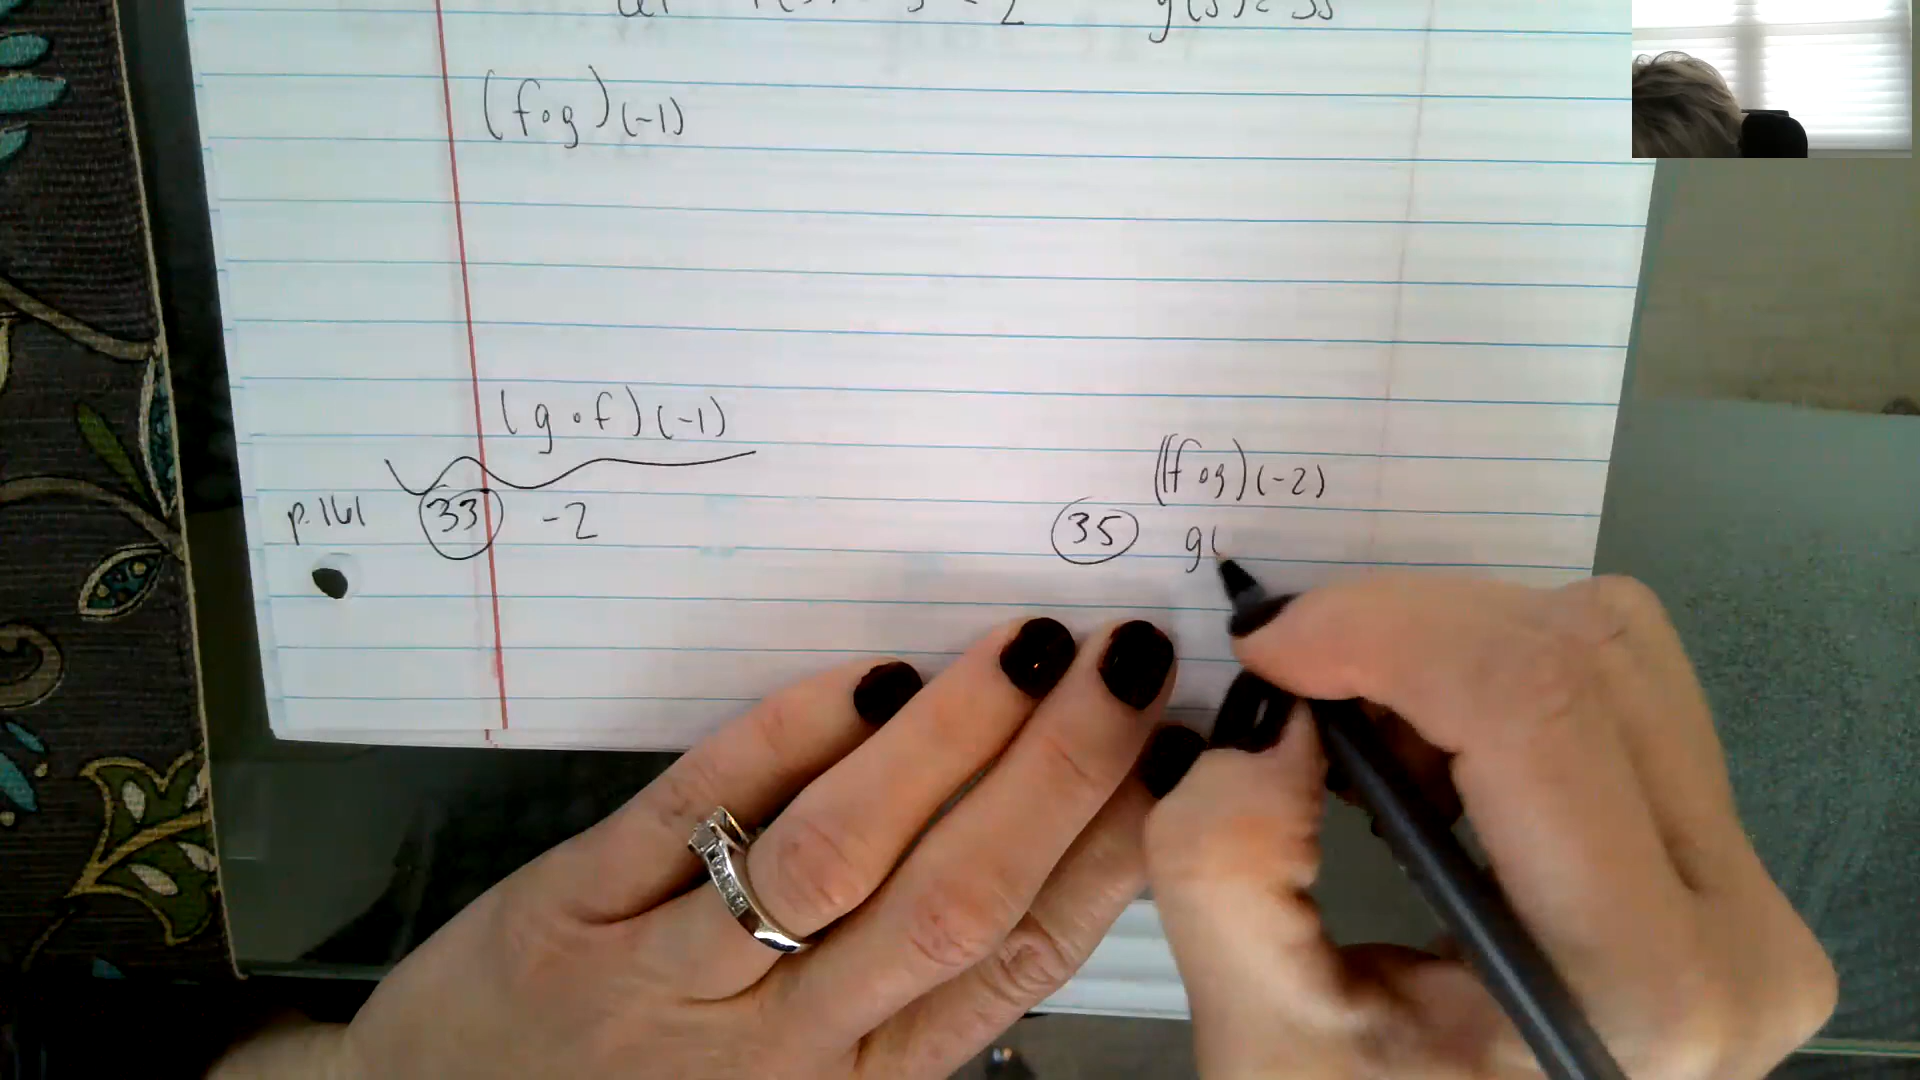 (f∘g)(-1)
(g∘f)(-1)
(f∘g)(-2)
p.161 33 -2
35 g(